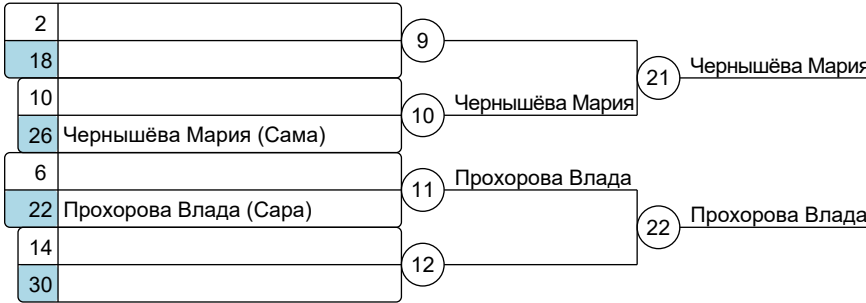 2
18
9
10
26 Чернышёва Мария (Сама)
10 Чернышёва Мария
21 Чернышёва Мария
6
22 Прохорова Влада (Сара)
11 Прохорова Влада
14
30
12
22 Прохорова Влада